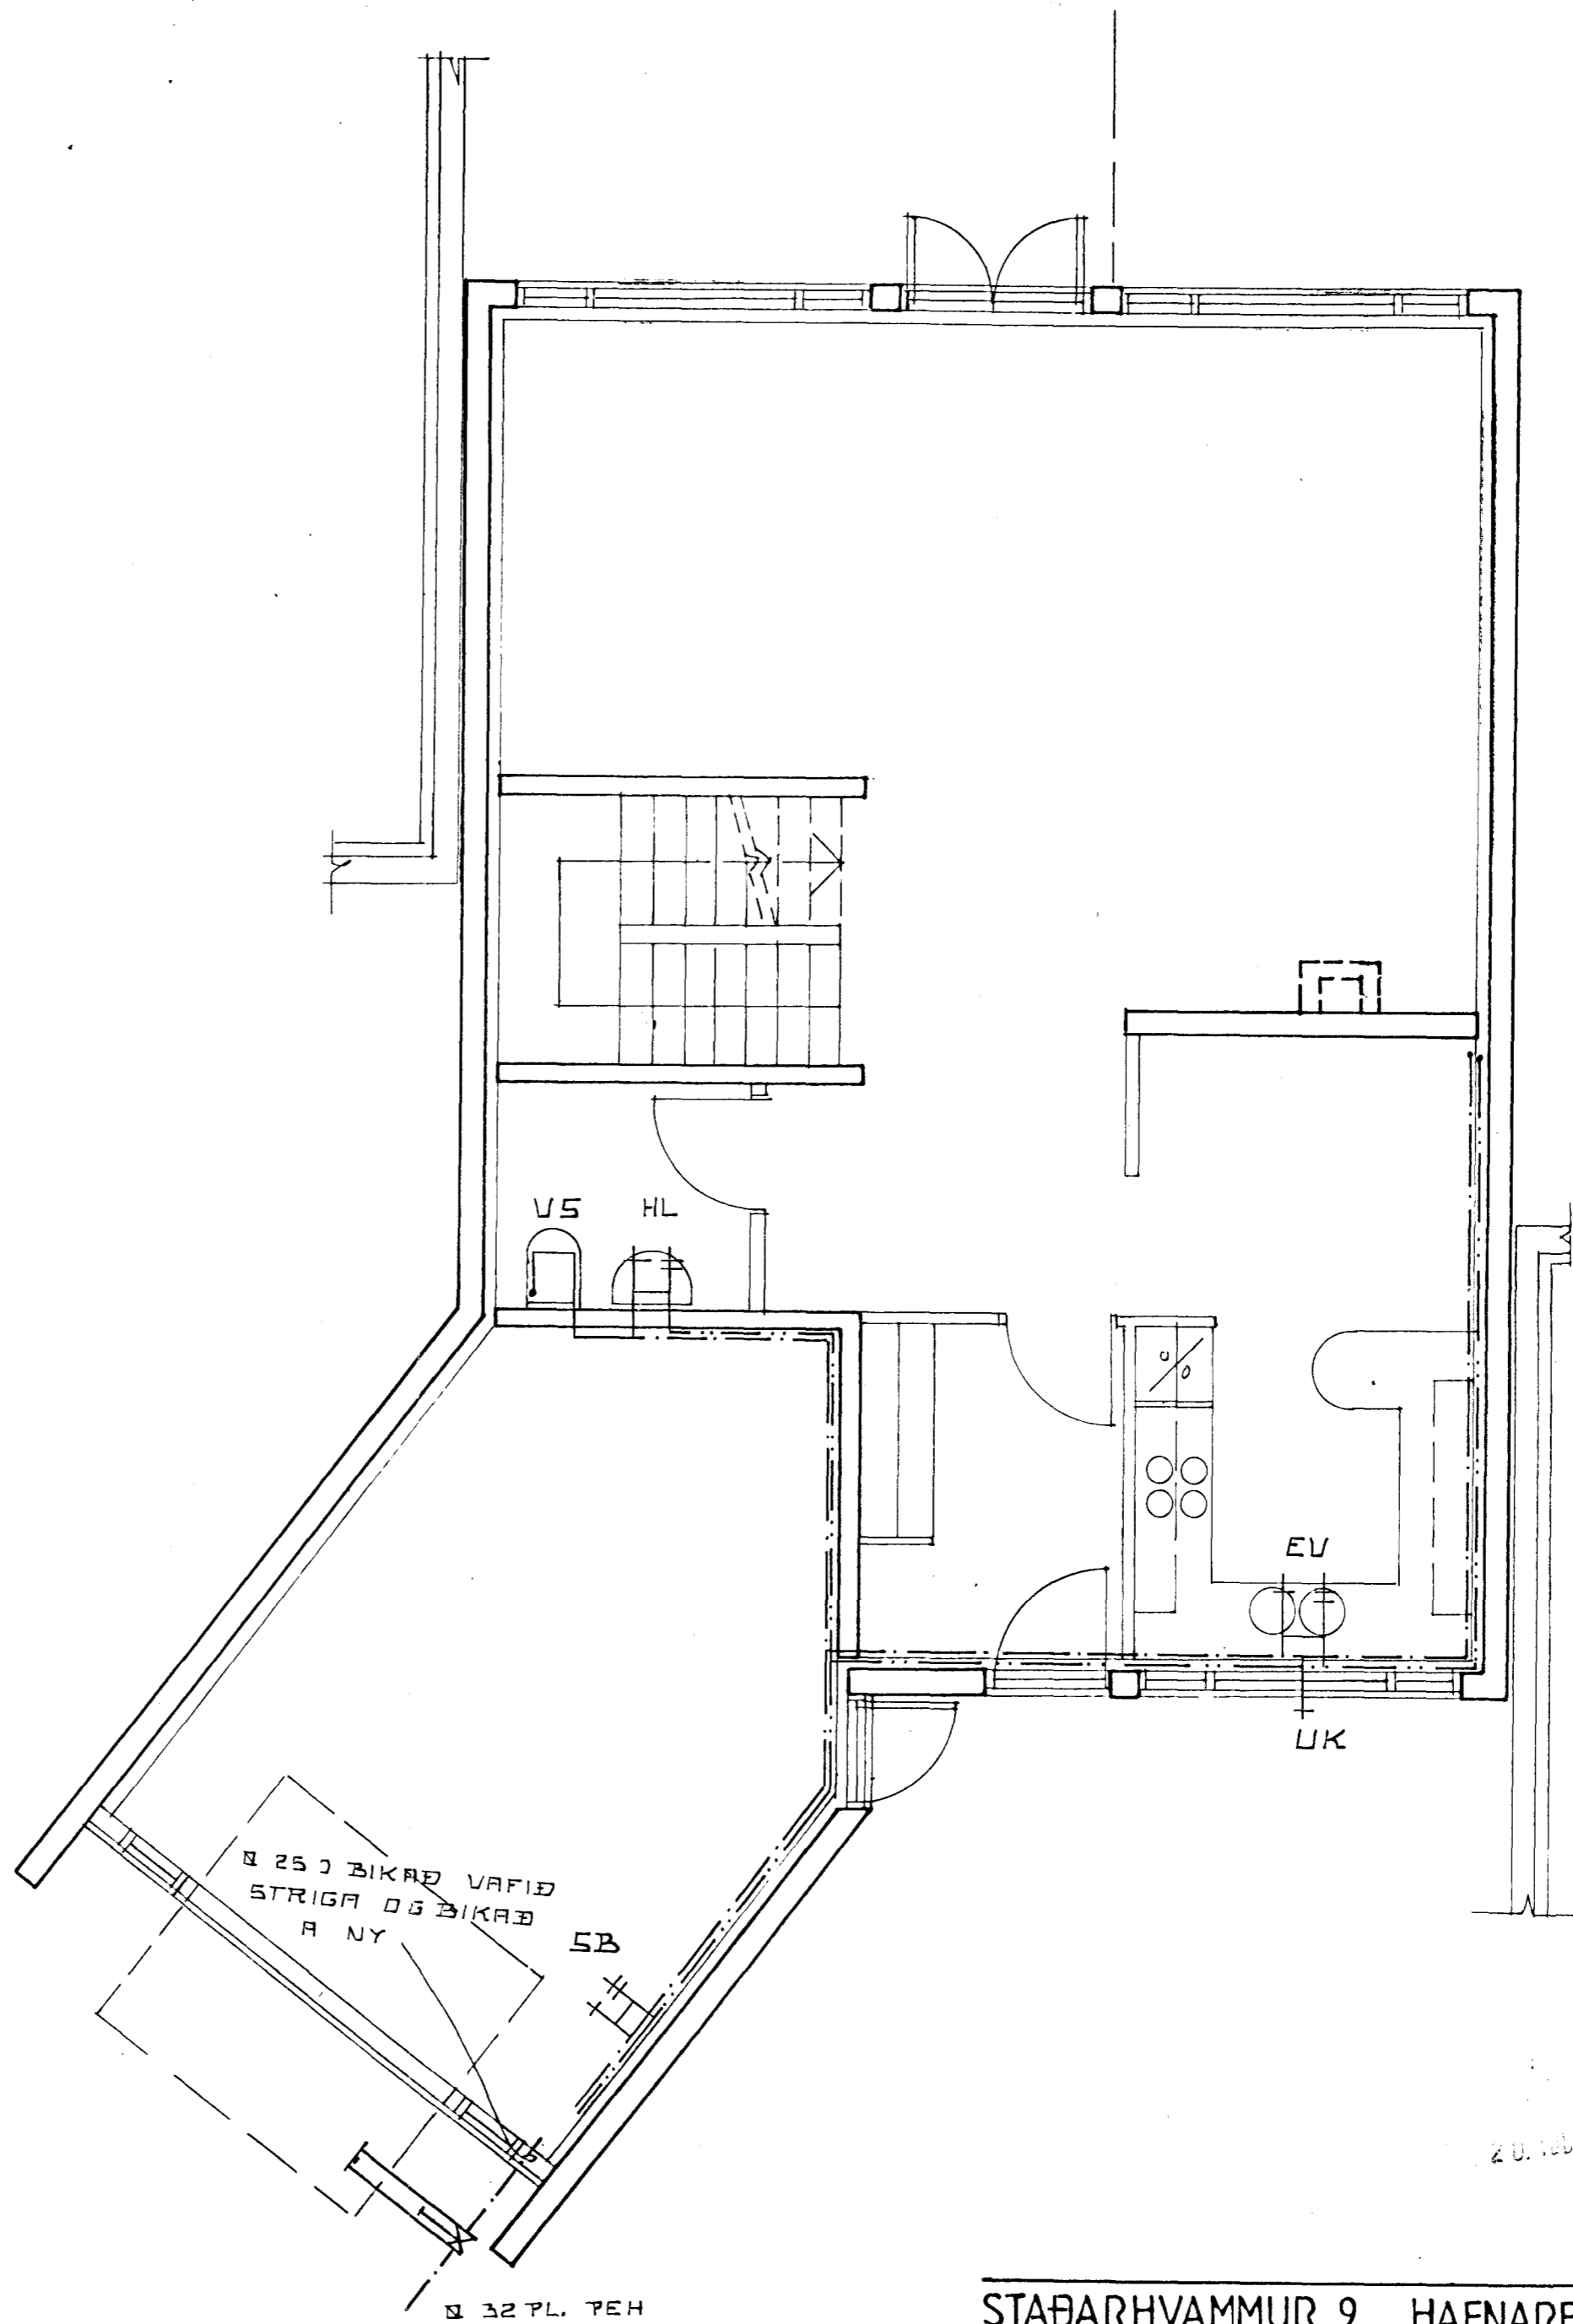 VS
HL
EV
UK
⌀ 25 J BIKAÐ VAFIÐ
STRIGA OG BIKAÐ
A NY
SB
⌀ 32 PL. PEH
STAÐARHVAMMUR 9